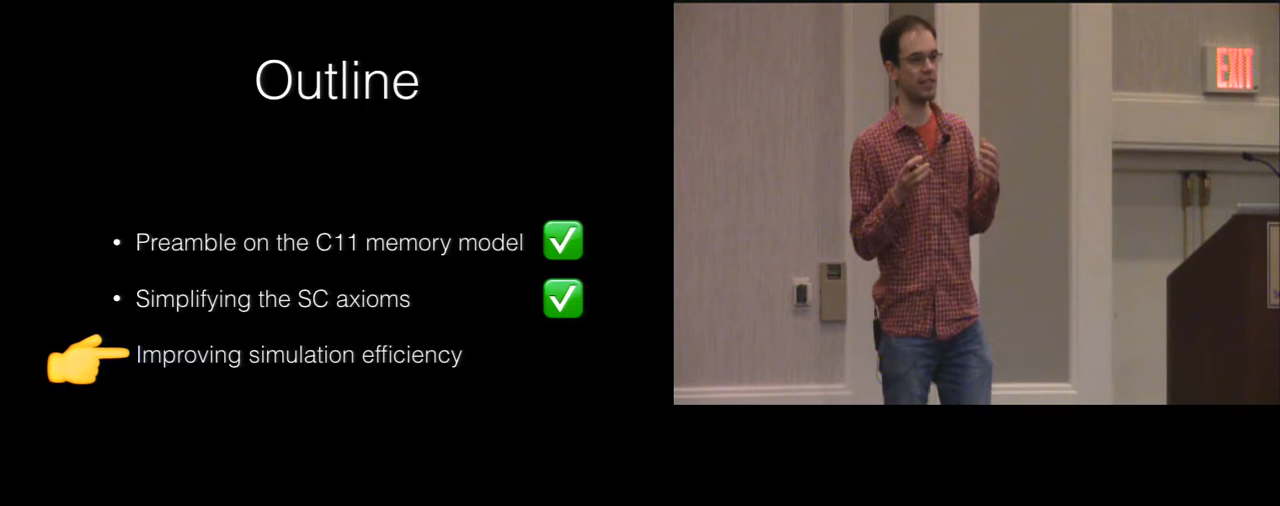 Outline
• Preamble on the C11 memory model ✅
• Simplifying the SC axioms ✅
Improving simulation efficiency
EXIT